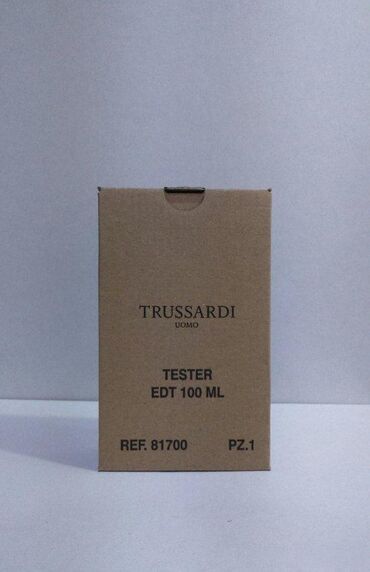 TRUSSARDI
UOMO
TESTER
EDT 100 ML
REF. 81700 PZ.1